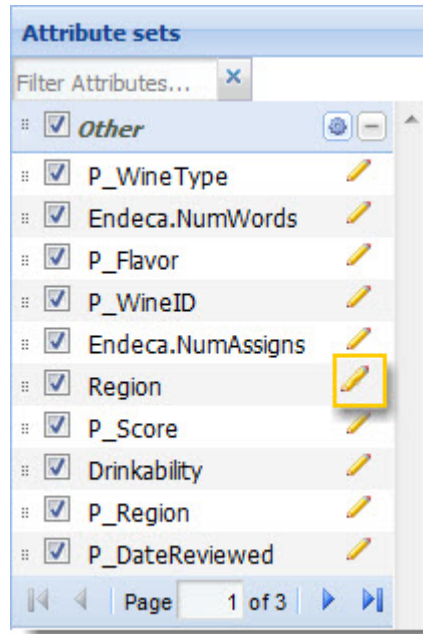 Attribute sets
Filter Attributes...
Other
P_WineType
Endeca.NumWords
P_Flavor
P_WineID
Endeca.NumAssigns
Region
P_Score
Drinkability
P_Region
P_DateReviewed
Page 1 of 3